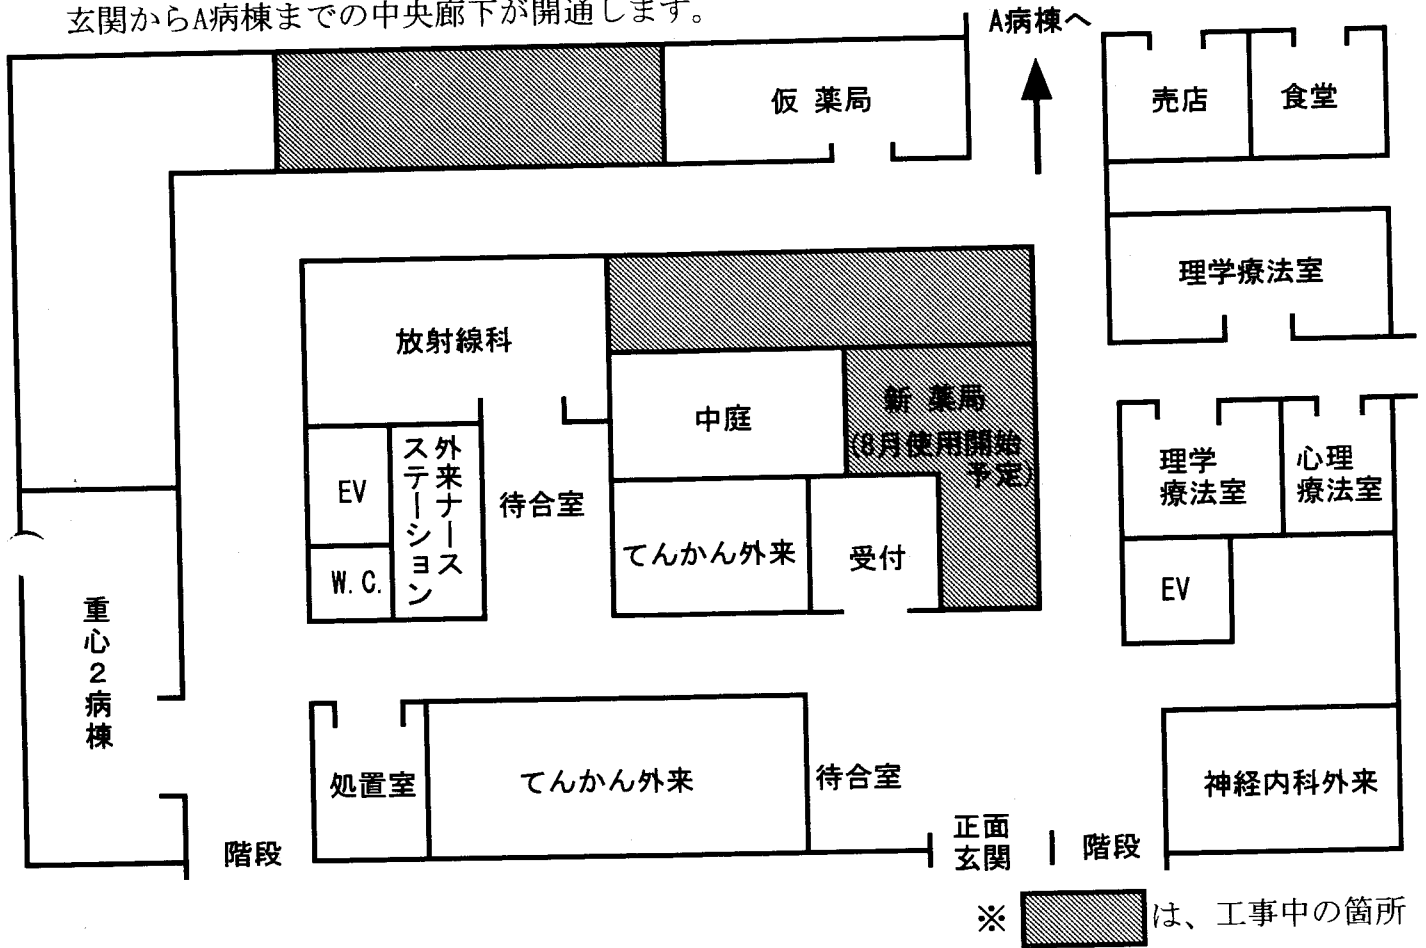 玄関からA病棟までの中央廊下が開通します。
A病棟へ
仮 薬局
売店
食堂
理学療法室
放射線科
中庭
新 薬局
(8月使用開始
予定)
理学
療法室
心理
療法室
EV
外来ナース
ステーション
待合室
てんかん外来
受付
W.C.
EV
重心2病棟
処置室
てんかん外来
待合室
神経内科外来
階段
正面
玄関
階段
※ は、工事中の箇所